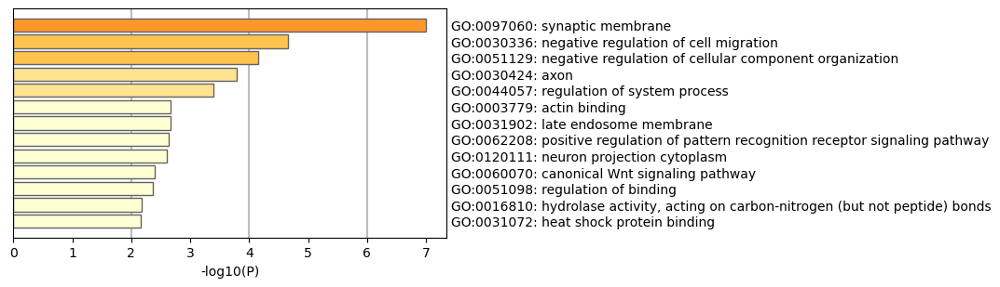 GO:0097060: synaptic membrane
GO:0030336: negative regulation of cell migration
GO:0051129: negative regulation of cellular component organization
GO:0030424: axon
GO:0044057: regulation of system process
GO:0003779: actin binding
GO:0031902: late endosome membrane
GO:0062208: positive regulation of pattern recognition receptor signaling pathway
GO:0120111: neuron projection cytoplasm
GO:0060070: canonical Wnt signaling pathway
GO:0051098: regulation of binding
GO:0016810: hydrolase activity, acting on carbon-nitrogen (but not peptide) bonds
GO:0031072: heat shock protein binding
0 1 2 3 4 5 6 7
-log10(P)